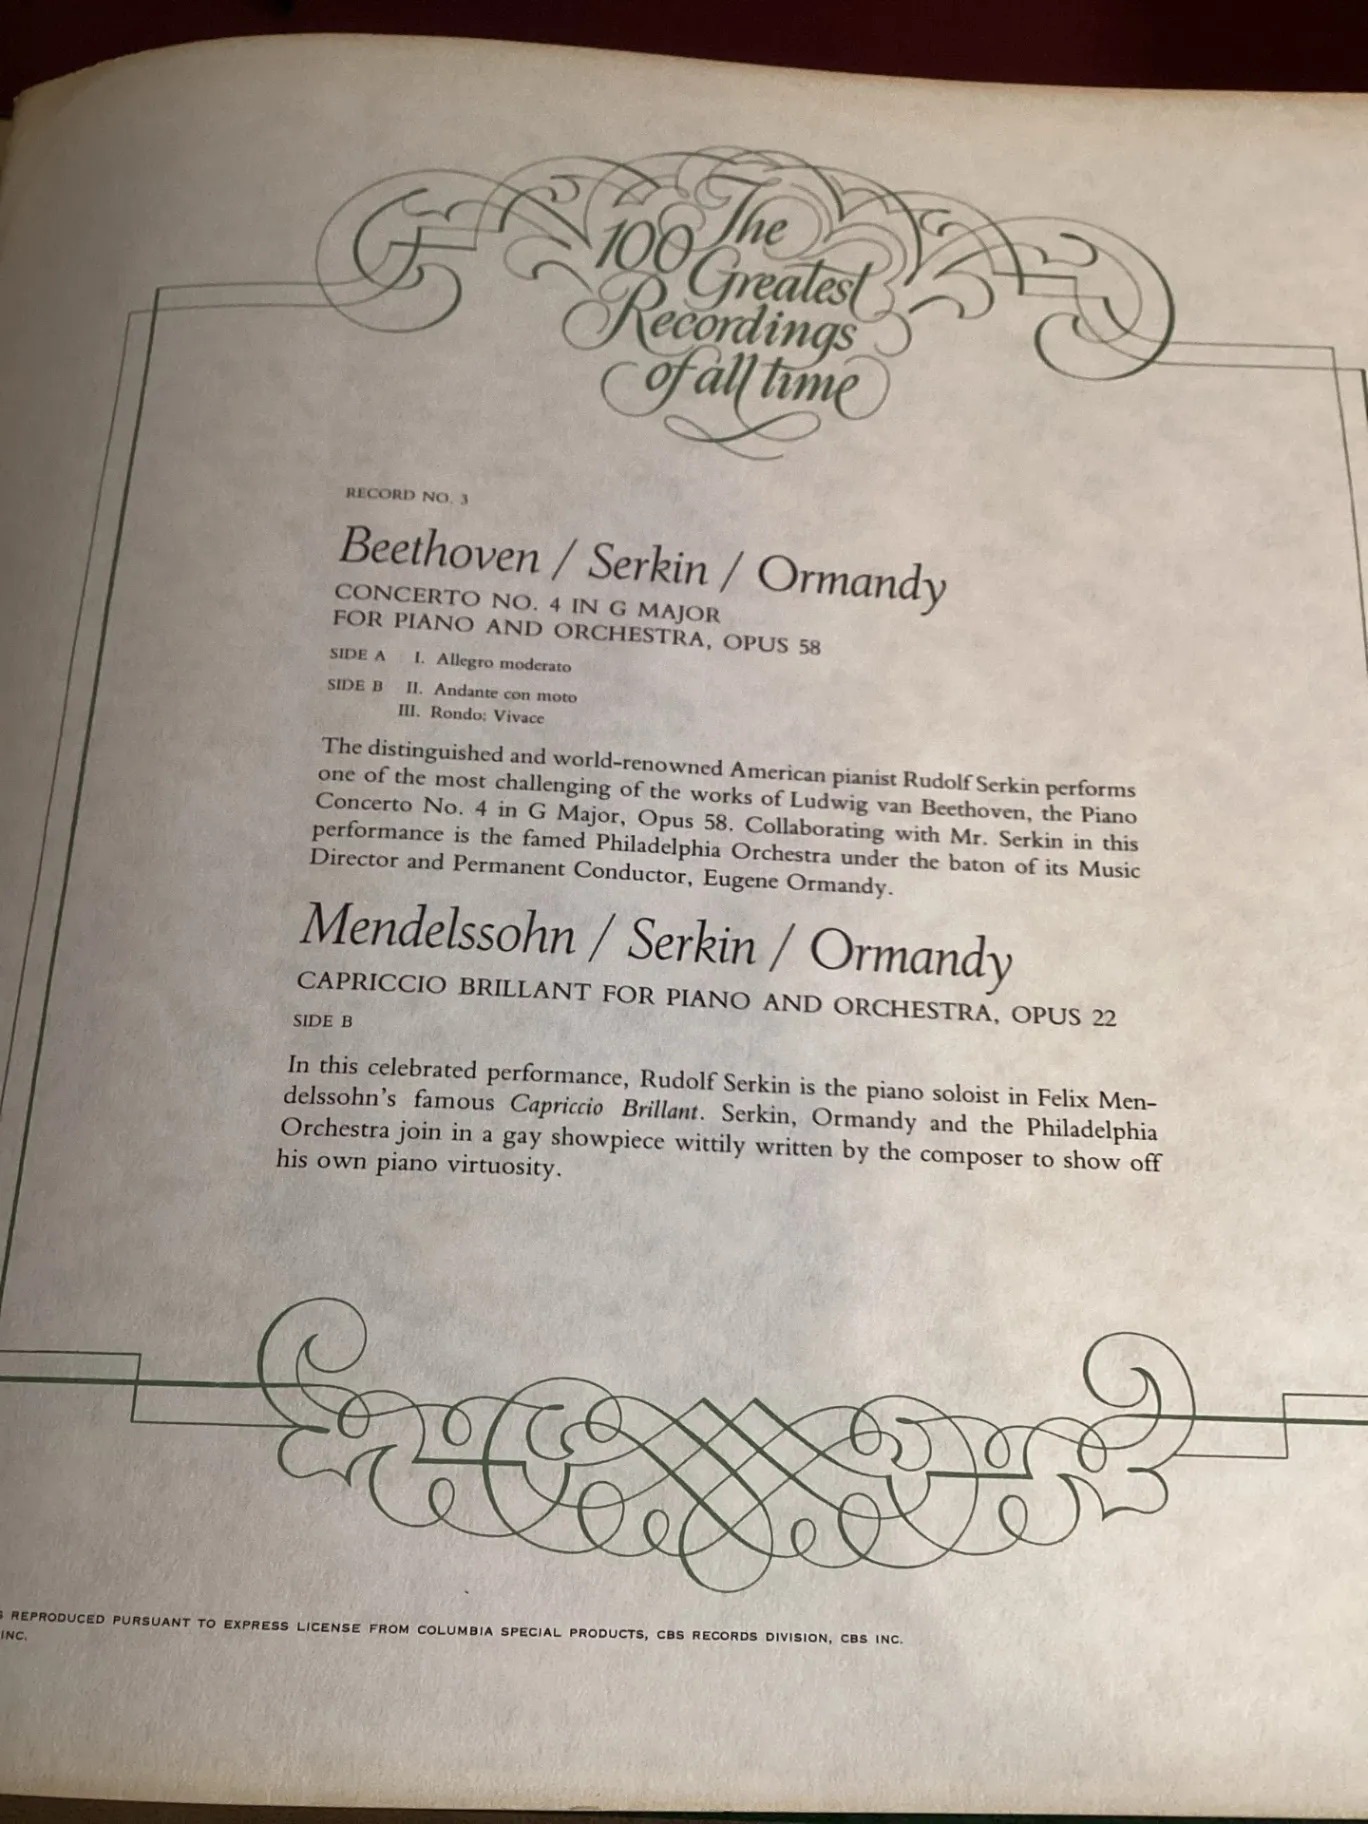 The
100
Greatest
Recordings
of all time
RECORD NO. 3
Beethoven / Serkin / Ormandy
CONCERTO NO. 4 IN G MAJOR
FOR PIANO AND ORCHESTRA, OPUS 58
SIDE A I. Allegro moderato
SIDE B II. Andante con moto
III. Rondo: Vivace
The distinguished and world-renowned American pianist Rudolf Serkin performs
one of the most challenging of the works of Ludwig van Beethoven, the Piano
Concerto No. 4 in G Major, Opus 58. Collaborating with Mr. Serkin in this
performance is the famed Philadelphia Orchestra under the baton of its Music
Director and Permanent Conductor, Eugene Ormandy.
Mendelssohn / Serkin / Ormandy
CAPRICCIO BRILLANT FOR PIANO AND ORCHESTRA, OPUS 22
SIDE B
In this celebrated performance, Rudolf Serkin is the piano soloist in Felix Men-
delssohn's famous Capriccio Brillant. Serkin, Ormandy and the Philadelphia
Orchestra join in a gay showpiece wittily written by the composer to show off
his own piano virtuosity.
REPRODUCED PURSUANT TO EXPRESS LICENSE FROM COLUMBIA SPECIAL PRODUCTS, CBS RECORDS DIVISION, CBS INC.
INC.